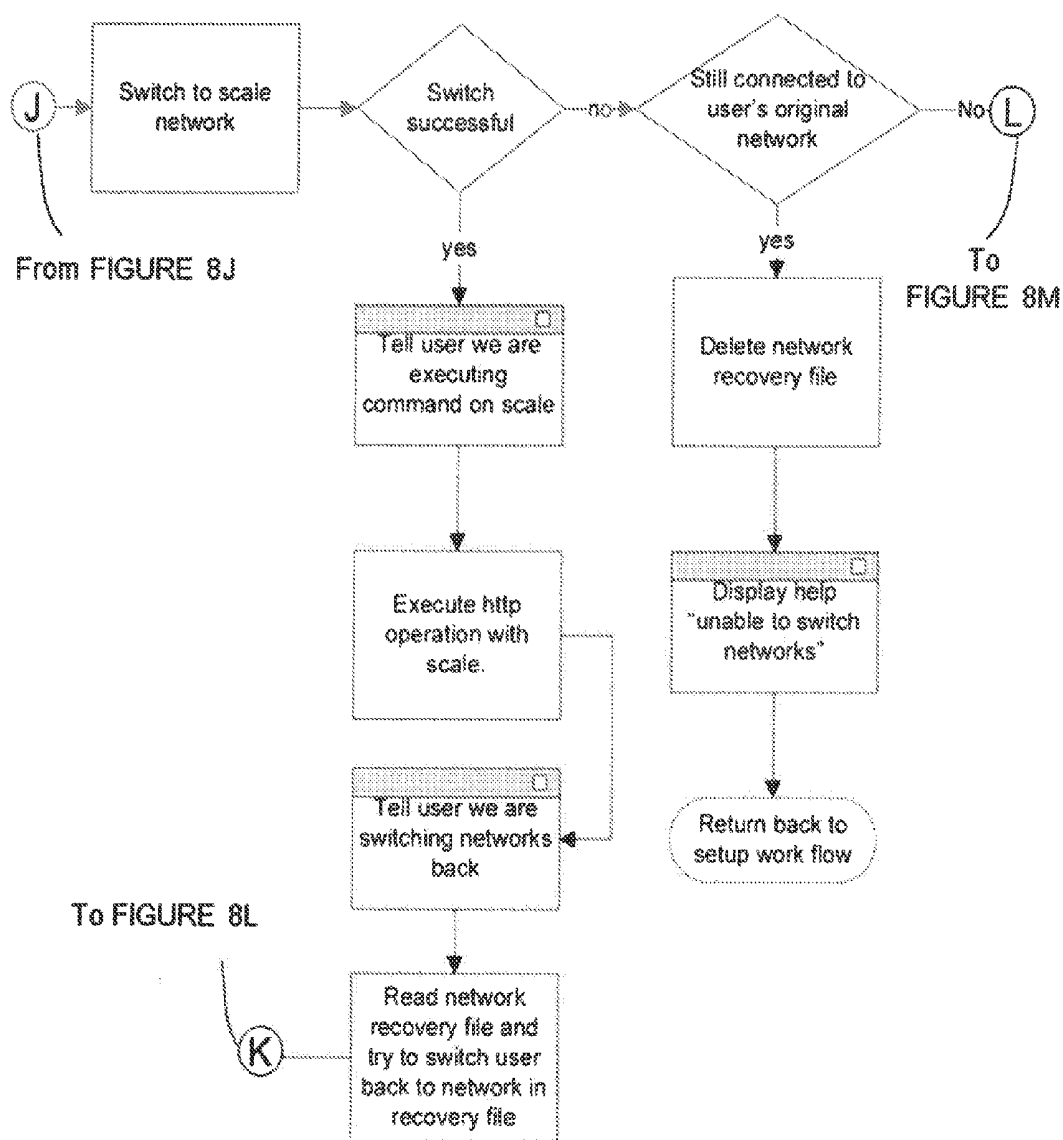 J
Switch to scale
network
Switch
successful
no
Still connected to
user's original
network
No
L
From FIGURE 8J
yes
yes
To
FIGURE 8M
Tell user we are
executing
command on scale
Delete network
recovery file
Execute http
operation with
scale.
Display help
"unable to switch
networks"
Tell user we are
switching networks
back
Return back to
setup work flow
To FIGURE 8L
K
Read network
recovery file and
try to switch user
back to network in
recovery file